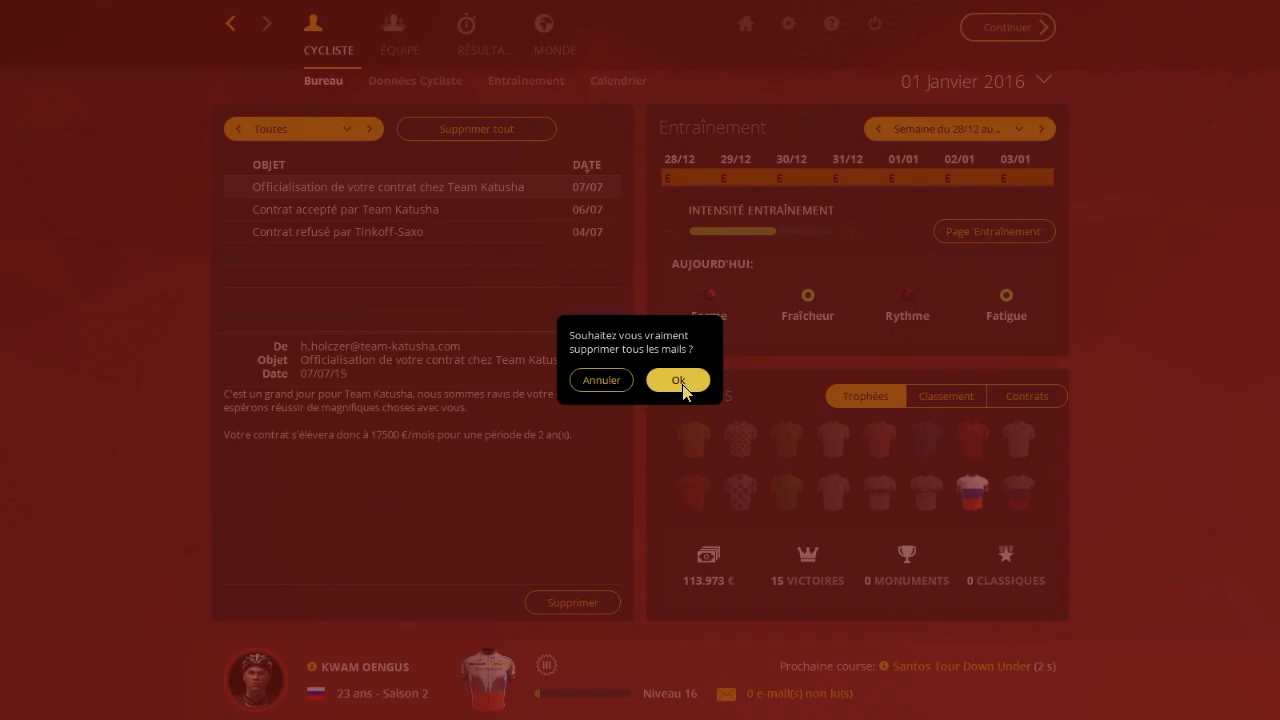 Continuer
CYCLISTE
ÉQUIPE
RÉSULTA...
MONDE
Bureau
Données Cycliste
Entraînement
Calendrier
01 Janvier 2016
Toutes
Supprimer tout
OBJET
DATE
Officialisation de votre contrat chez Team Katusha
07/07
Contrat accepté par Team Katusha
06/07
Contrat refusé par Tinkoff-Saxo
04/07
De
h.holczer@team-katusha.com
Objet
Officialisation de votre contrat chez Team
Date
07/07/15
C'est un grand jour pour Team Katusha, nous sommes ravis de votre
espérons réussir de magnifiques choses avec vous.
Votre contrat s'élévera donc à 17500 €/mois pour une période de 2 an(s).
Supprimer
Entraînement
Semaine du 28/12 au ..
28/12 29/12 30/12 31/12 01/01 02/01 03/01
E E E E E E E
INTENSITÉ ENTRAÎNEMENT
Page 'Entraînement'
AUJOURD'HUI:
Forme
Fraîcheur
Rythme
Fatigue
Souhaitez vous vraiment
supprimer tous les mails ?
Annuler
Ok
Trophées
Classement
Contrats
113.973 €
15 VICTOIRES
0 MONUMENTS
0 CLASSIQUES
KWAM OENGUS
23 ans - Saison 2
III
Niveau 16
Prochaine course: Santos Tour Down Under (2 s)
0 e-mail(s) non lu(s)